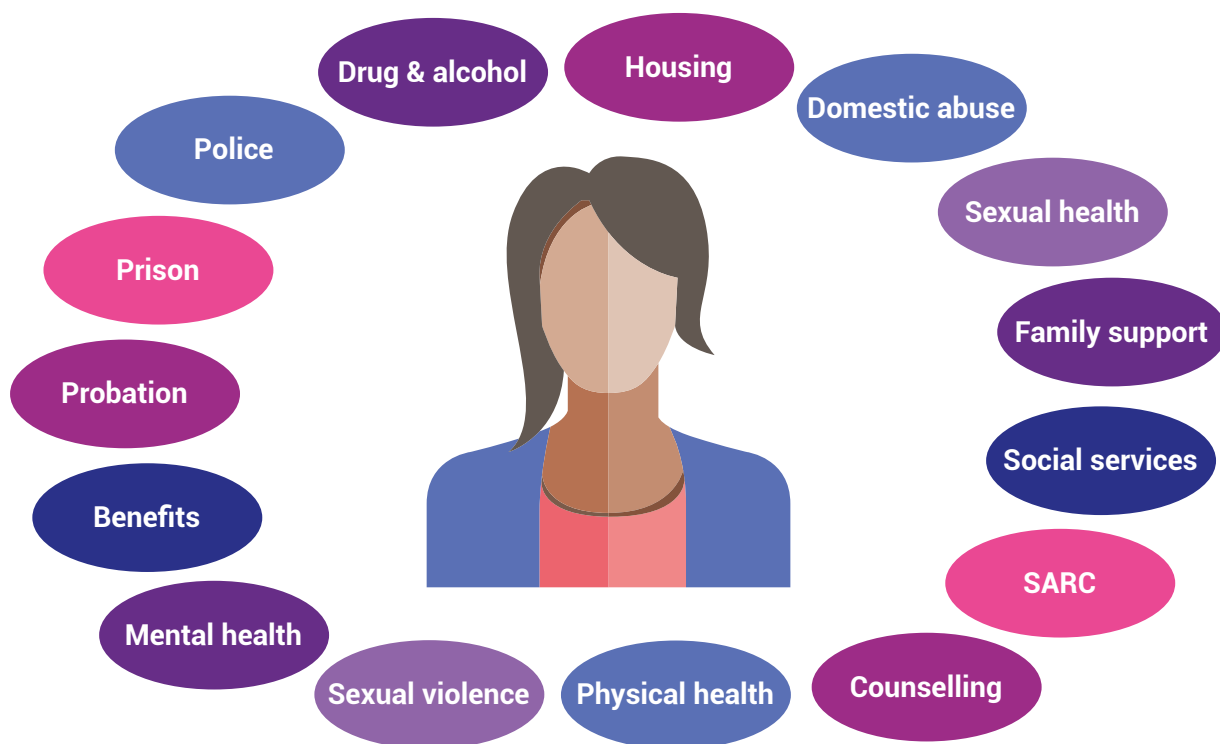 Drug & alcohol
Housing
Domestic abuse
Police
Sexual health
Prison
Family support
Probation
Social services
Benefits
SARC
Mental health
Counselling
Sexual violence
Physical health